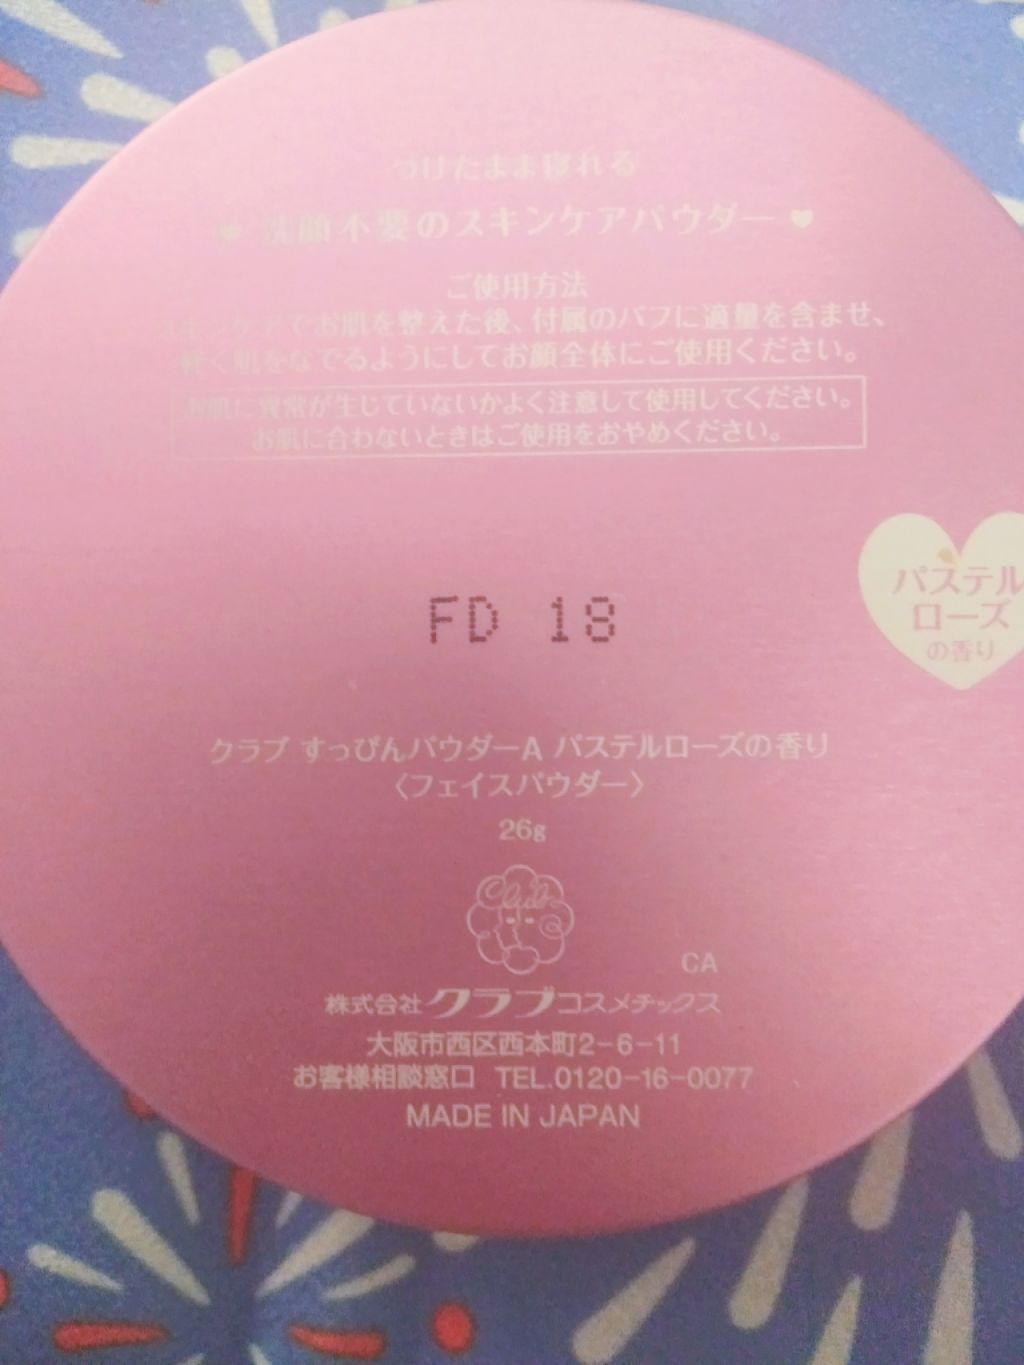 つけたまま寝れる
♥ 洗顔不要のスキンケアパウダー ♥
ご使用方法
スキンケアでお肌を整えた後、付属のパフに適量を含ませ、
軽く肌をなでるようにしてお顔全体にご使用ください。
お肌に異常が生じていないかよく注意して使用してください。
お肌に合わないときはご使用をおやめください。
パステル
ローズ
の香り
FD 18
クラブ すっぴんパウダーA パステルローズの香り
〈フェイスパウダー〉
26g
Club
CA
株式会社クラブコスメチックス
大阪市西区西本町2-6-11
お客様相談窓口 TEL.0120-16-0077
MADE IN JAPAN